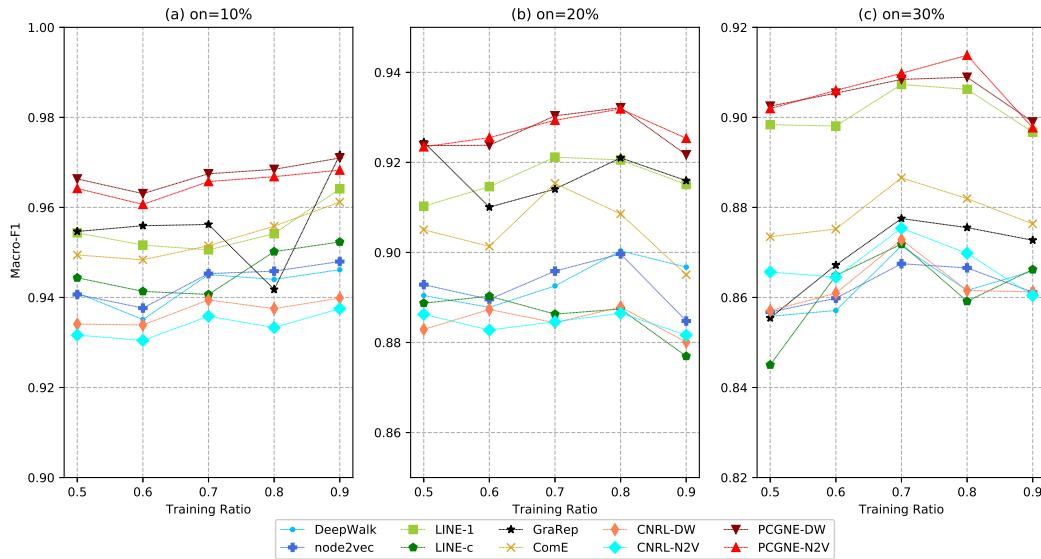 (a) on=10%
(b) on=20%
(c) on=30%
Macro-F1
1.00
0.98
0.96
0.94
0.92
0.90
0.5 0.6 0.7 0.8 0.9
Training Ratio
0.94
0.92
0.90
0.88
0.86
0.5 0.6 0.7 0.8 0.9
Training Ratio
0.92
0.90
0.88
0.86
0.84
0.82
0.5 0.6 0.7 0.8 0.9
Training Ratio
DeepWalk LINE-1 GraRep CNRL-DW PCGNE-DW
node2vec LINE-c ComE CNRL-N2V PCGNE-N2V